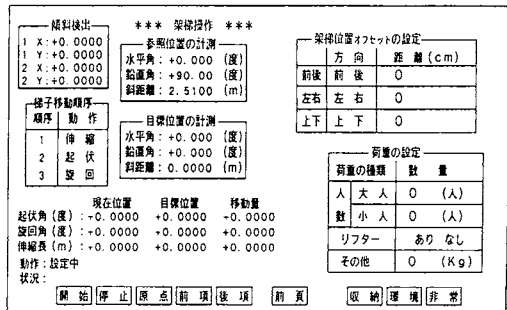 *** 架梯操作 ***
傾斜検出
1 X:+0.0000
1 Y:+0.0000
2 X:+0.0000
2 Y:+0.0000
参照位置の計測
水平角:+0.000 (度)
鉛直角:+90.00 (度)
斜距離:2.5100 (m)
架梯位置オフセットの設定
方向 距離(cm)
前後 前後 0
左右 左右 0
上下 上下 0
梯子移動順序
順序 動作
1 伸縮
2 起伏
3 旋回
目標位置の計測
水平角:+0.000 (度)
鉛直角:+0.000 (度)
斜距離:0.0000 (m)
荷重の設定
荷重の種類 数量
人数 大人 0 (人)
小人 0 (人)
リフター あり なし
その他 0 (Kg)
現在位置 目標位置 移動量
起伏角(度):+0.0000 +0.0000 +0.0000
旋回角(度):+0.0000 +0.0000 +0.0000
伸縮長(m):+0.0000 +0.0000 +0.0000
動作:設定中
状況:
開始 停止 原点 前項 後項 前頁 収納 環境 非常